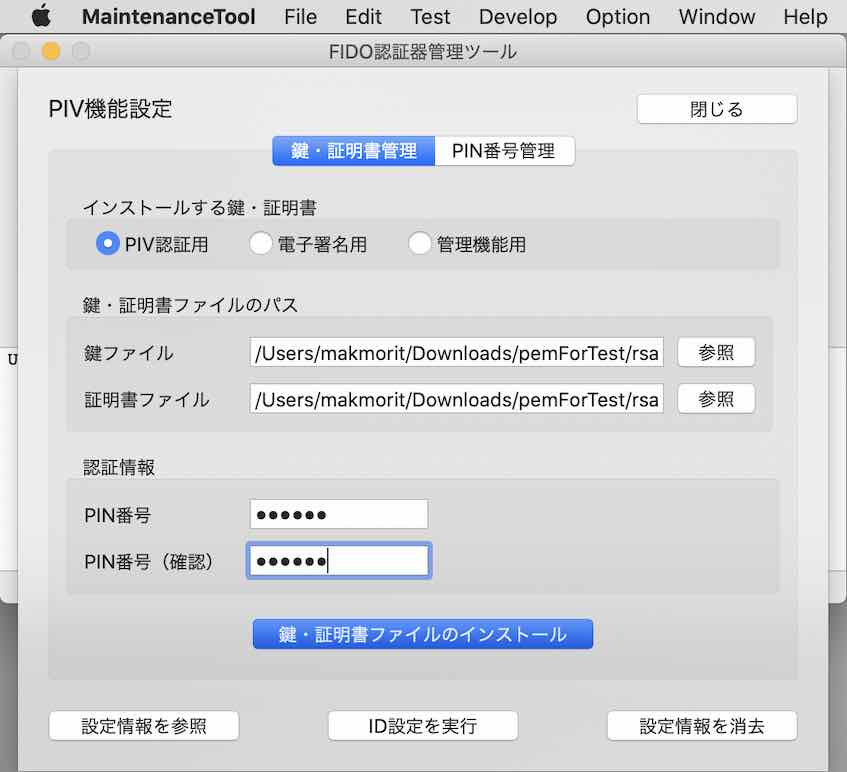 MaintenanceTool File Edit Test Develop Option Window Help
FIDO認証器管理ツール
PIV機能設定 閉じる
鍵・証明書管理 PIN番号管理
インストールする鍵・証明書
PIV認証用 電子署名用 管理機能用
鍵・証明書ファイルのパス
U
鍵ファイル /Users/makmorit/Downloads/pemForTest/rsa 参照
証明書ファイル /Users/makmorit/Downloads/pemForTest/rsa 参照
認証情報
PIN番号 ●●●●●●
PIN番号（確認） ●●●●●●
鍵・証明書ファイルのインストール
設定情報を参照 ID設定を実行 設定情報を消去